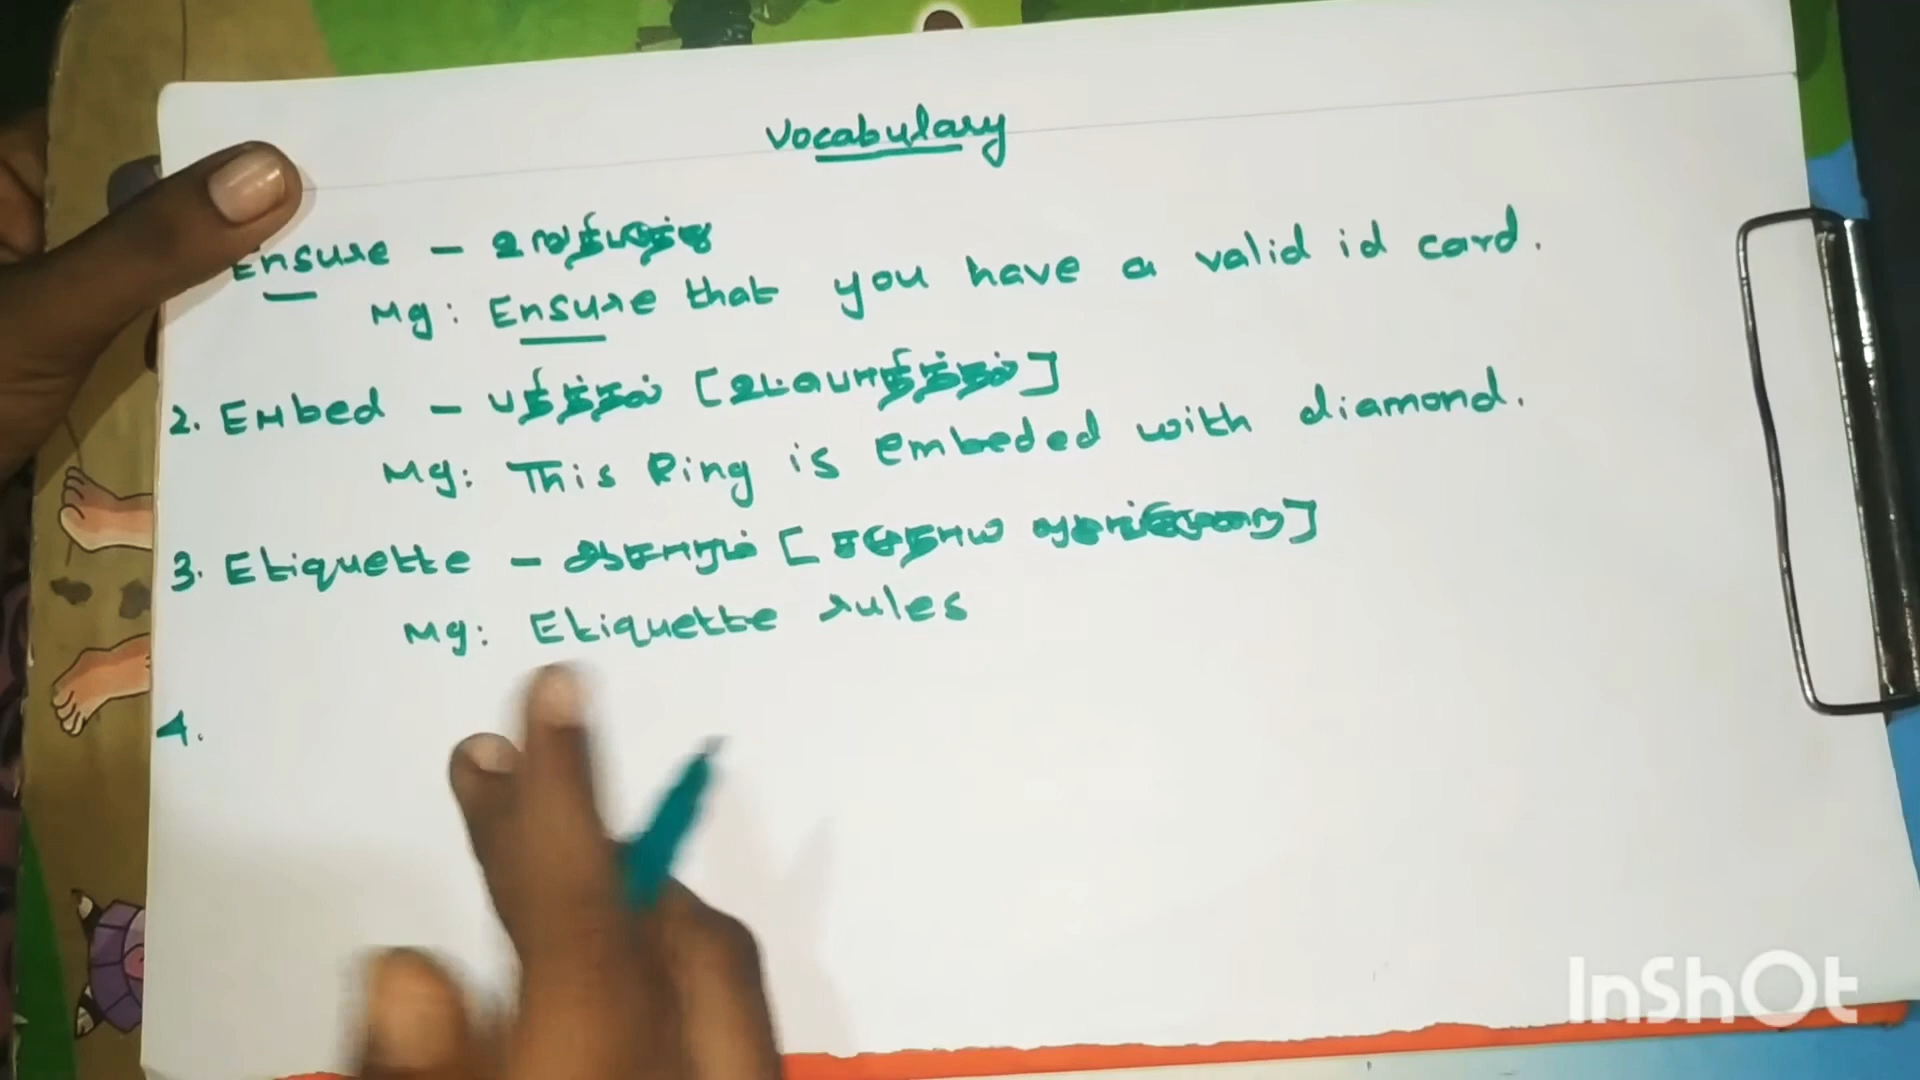 Vocabulary
Ensure - உறுதிசெய்
Mg: Ensure that you have a valid id card.
2. Embed - பதித்தல் [உட்பொதித்தல்]
Mg: This Ring is embeded with diamond.
3. Etiquette - ஆசாரம் [சமுதாய]
Mg: Etiquette rules
4.
InShOt